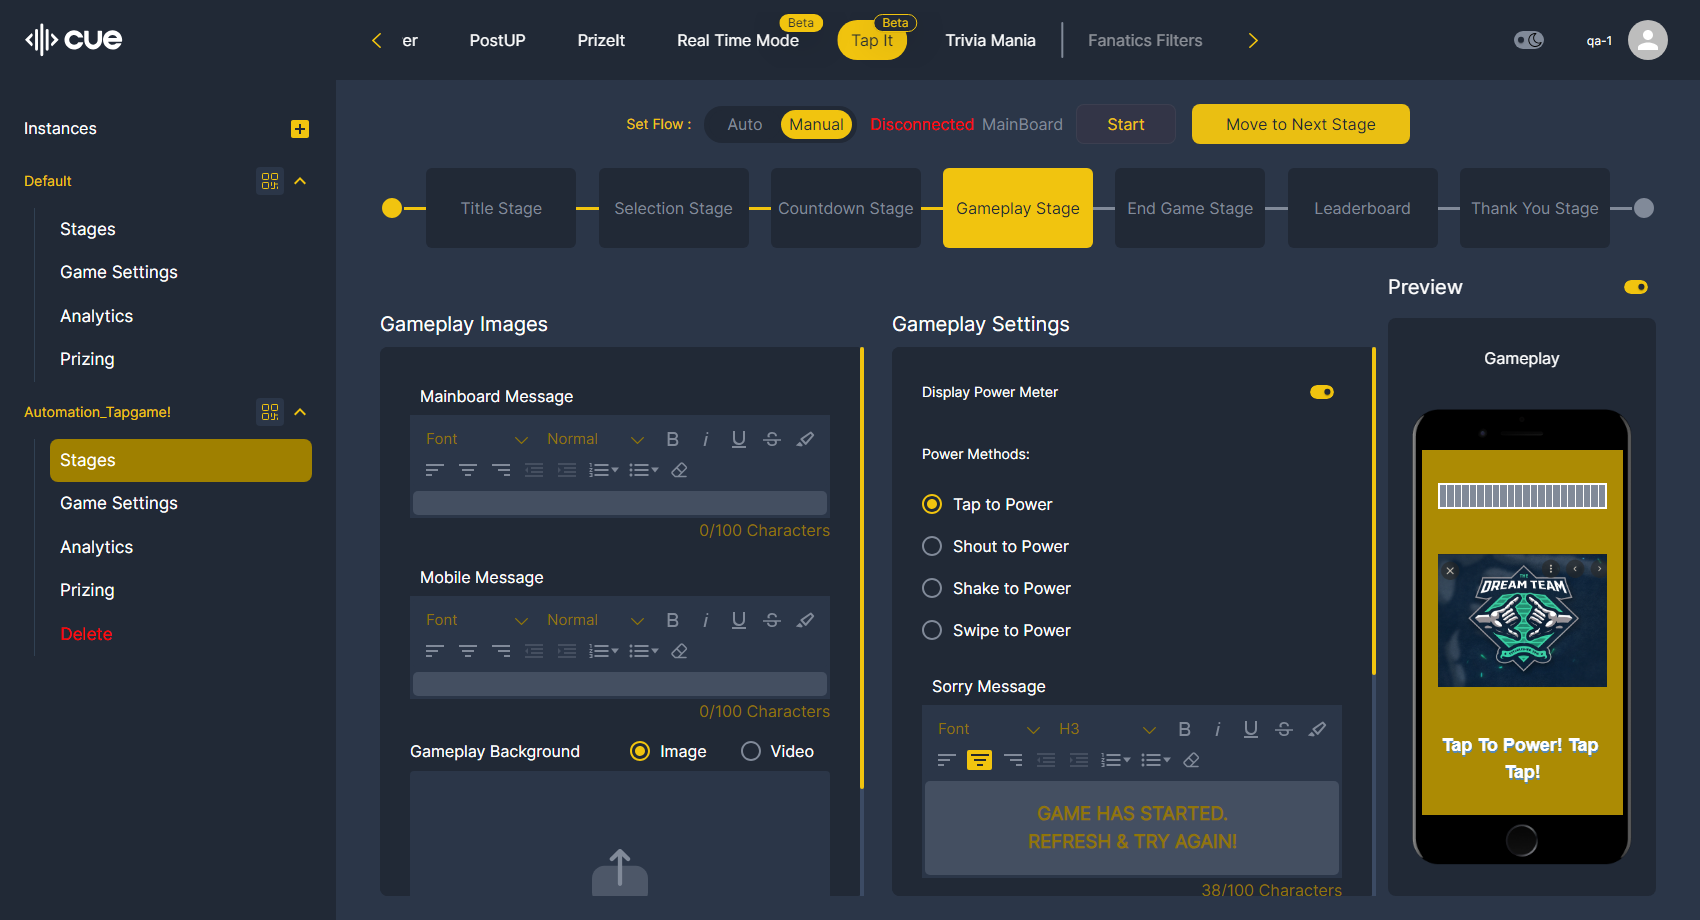 cue
er
PostUP
PrizeIt
Real Time Mode
Beta
Tap It
Beta
Trivia Mania
Fanatics Filters
qa-1
Instances
Default
Stages
Game Settings
Analytics
Prizing
Automation_Tapgame!
Stages
Game Settings
Analytics
Prizing
Delete
Set Flow :
Auto
Manual
Disconnected MainBoard
Start
Move to Next Stage
Title Stage
Selection Stage
Countdown Stage
Gameplay Stage
End Game Stage
Leaderboard
Thank You Stage
Gameplay Images
Mainboard Message
Font
Normal
B i U S
0/100 Characters
Mobile Message
Font
Normal
B i U S
0/100 Characters
Gameplay Background
Image
Video
Gameplay Settings
Display Power Meter
Power Methods:
Tap to Power
Shout to Power
Shake to Power
Swipe to Power
Sorry Message
Font
H3
B i U S
GAME HAS STARTED.
REFRESH & TRY AGAIN!
38/100 Characters
Preview
Gameplay
THE
DREAM TEAM
Tap To Power! Tap
Tap!